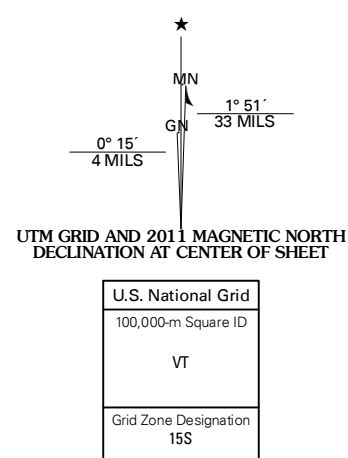 ★
MN
1° 51´
33 MILS
GN
0° 15´
4 MILS
UTM GRID AND 2011 MAGNETIC NORTH
DECLINATION AT CENTER OF SHEET
U.S. National Grid
100,000-m Square ID
VT
Grid Zone Designation
15S